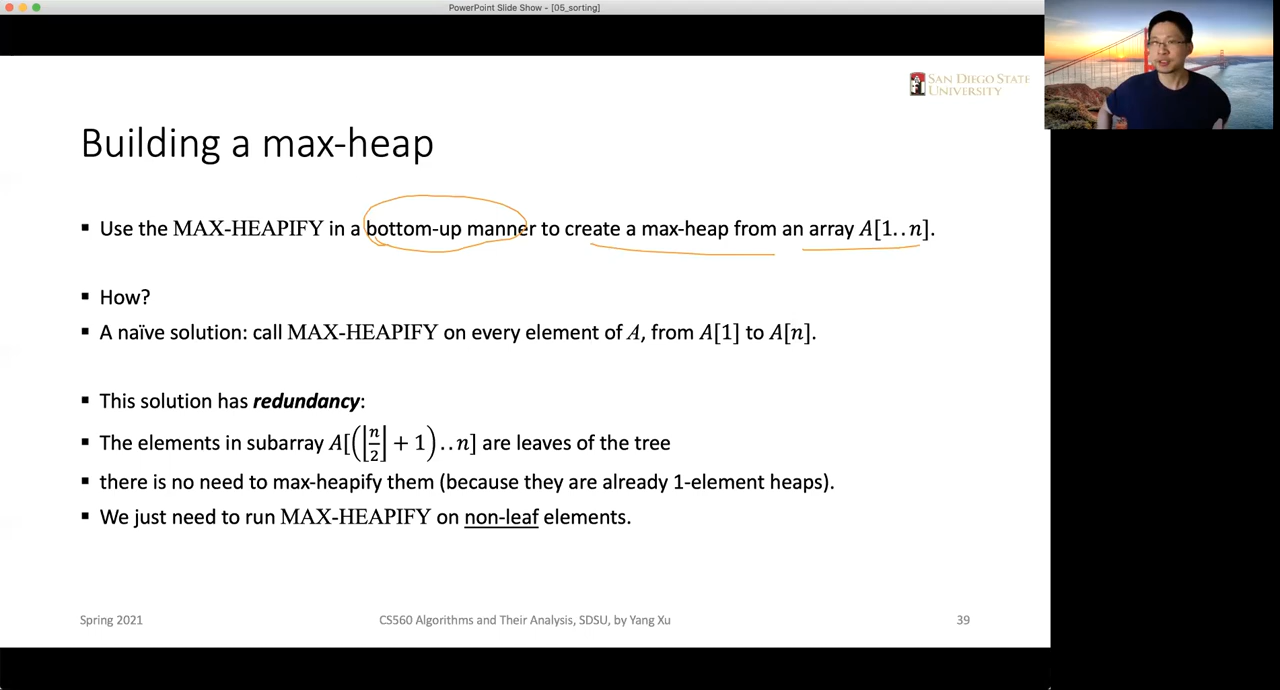 PowerPoint Slide Show - [05_sorting]
SAN DIEGO STATE
UNIVERSITY
Building a max-heap
▪ Use the MAX-HEAPIFY in a bottom-up manner to create a max-heap from an array A[1..n].
▪ How?
▪ A naïve solution: call MAX-HEAPIFY on every element of A, from A[1] to A[n].
▪ This solution has redundancy:
▪ The elements in subarray A[(⌊n/2⌋ + 1)..n] are leaves of the tree
▪ there is no need to max-heapify them (because they are already 1-element heaps).
▪ We just need to run MAX-HEAPIFY on non-leaf elements.
Spring 2021
CS560 Algorithms and Their Analysis, SDSU, by Yang Xu
39